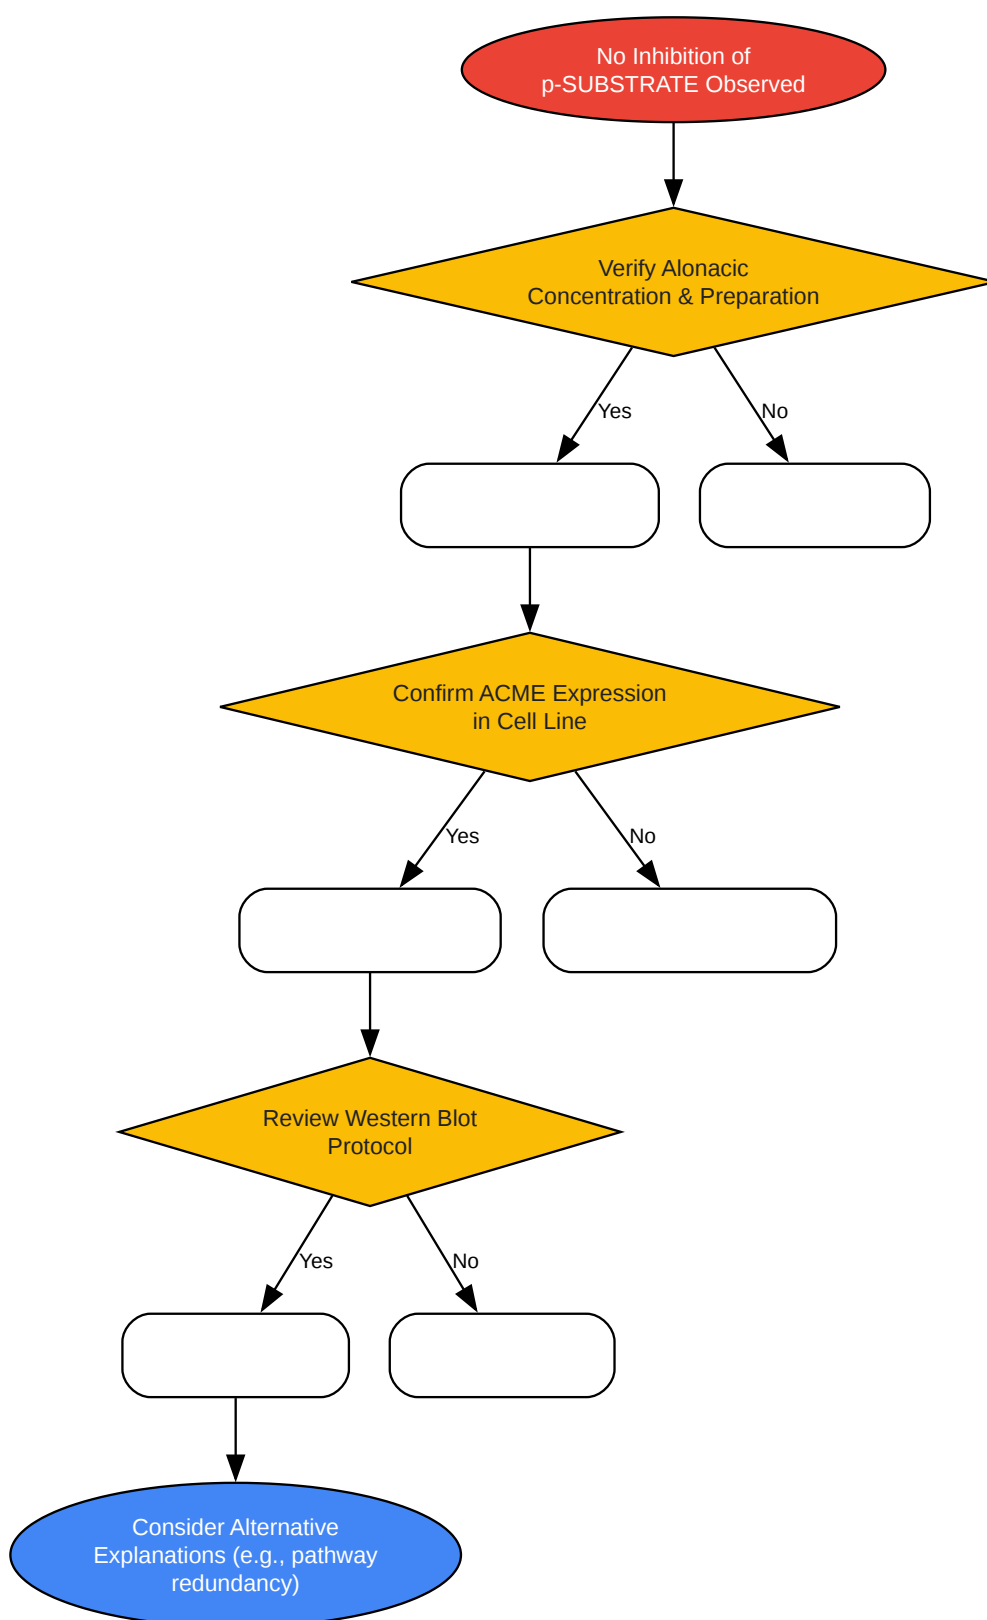 No Inhibition of
p-SUBSTRATE Observed
Verify Alonacic
Concentration & Preparation
Yes
No
Confirm ACME Expression
in Cell Line
Yes
No
Review Western Blot
Protocol
Yes
No
Consider Alternative
Explanations (e.g., pathway
redundancy)